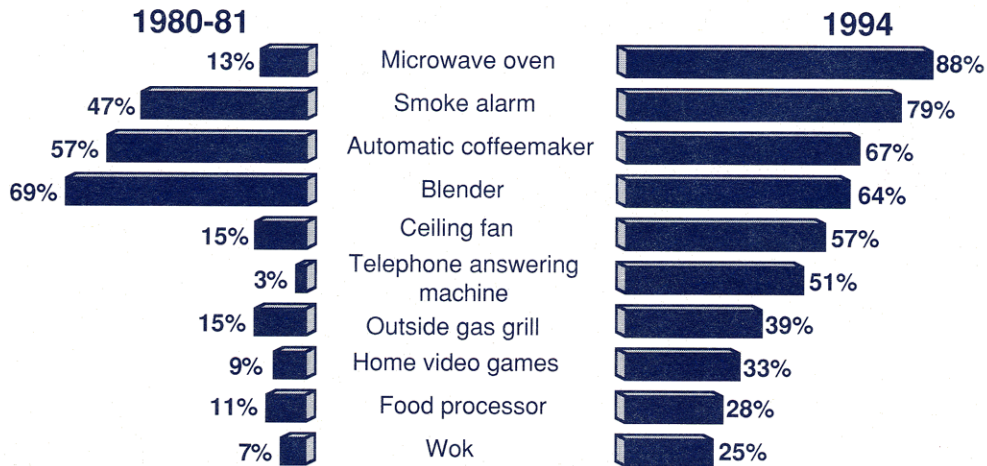 1980-81 1994
13% Microwave oven 88%
47% Smoke alarm 79%
57% Automatic coffeemaker 67%
69% Blender 64%
15% Ceiling fan 57%
3% Telephone answering machine 51%
15% Outside gas grill 39%
9% Home video games 33%
11% Food processor 28%
7% Wok 25%